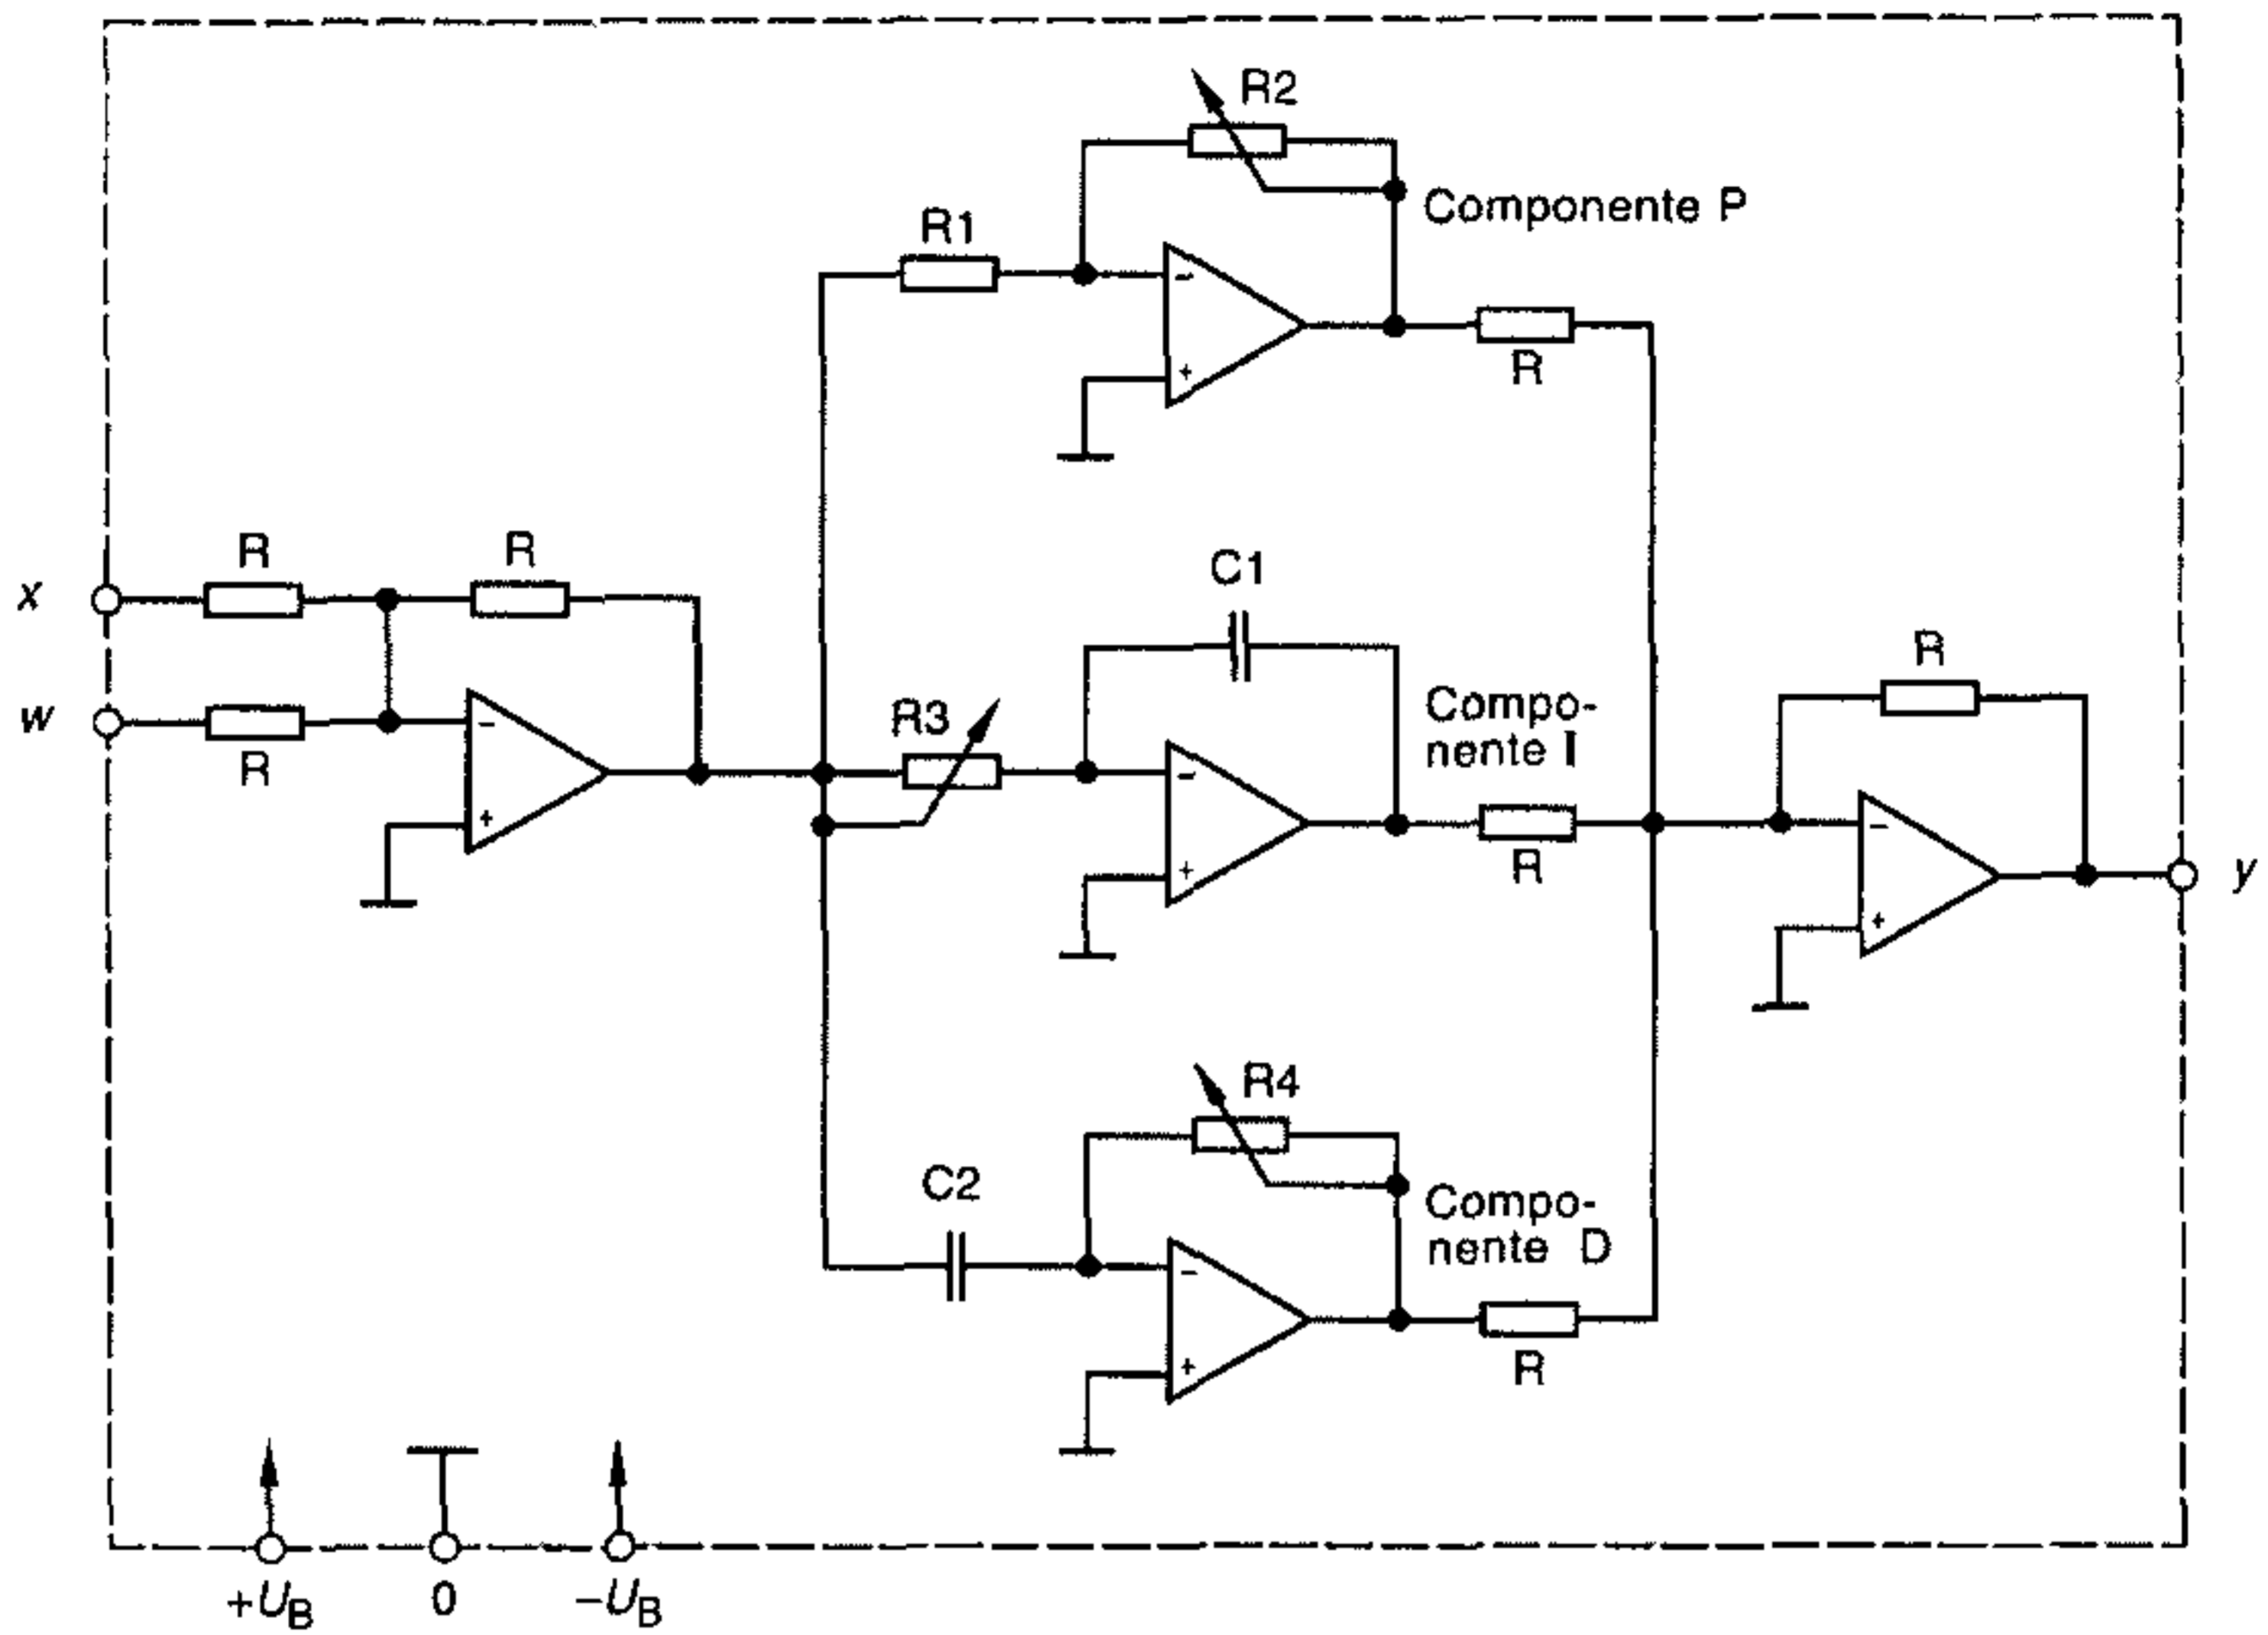 R2
Componente P
R1
R
R
R
C1
x
R
Compo-
nente I
w
R3
R
R
y
R4
C2
Compo-
nente D
R
+ - + - + - + - + -
+UB
0
-UB